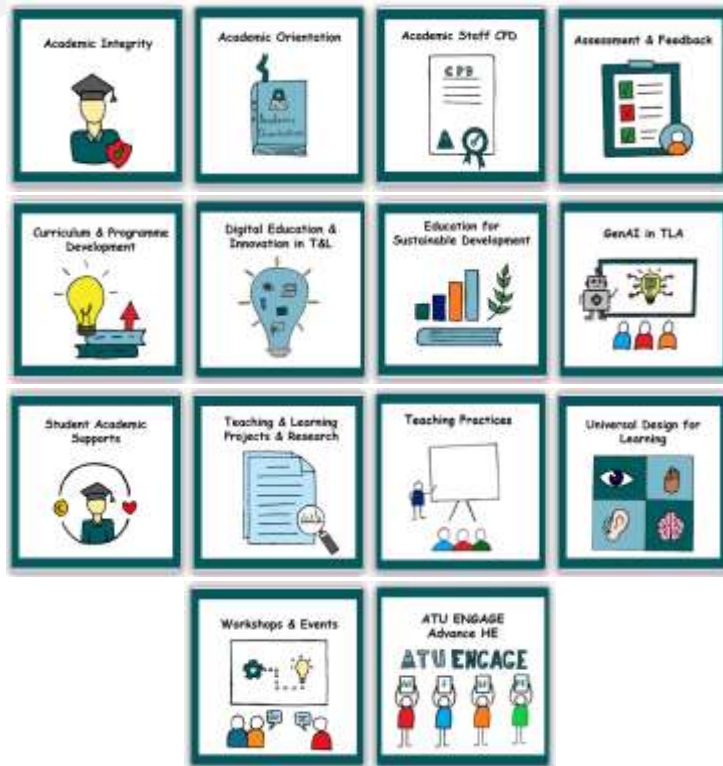 Academic Integrity
Academic Orientation
Academic Staff CPD
Assessment & Feedback
CPD
Academic
Orientation
Curriculum & Programme
Development
Digital Education &
Innovation in T&L
Education for
Sustainable Development
GenAI in TLA
Student Academic
Supports
Teaching & Learning
Projects & Research
Teaching Practices
Universal Design for
Learning
Workshops & Events
ATU ENGAGE
Advance HE
ATU ENGAGE